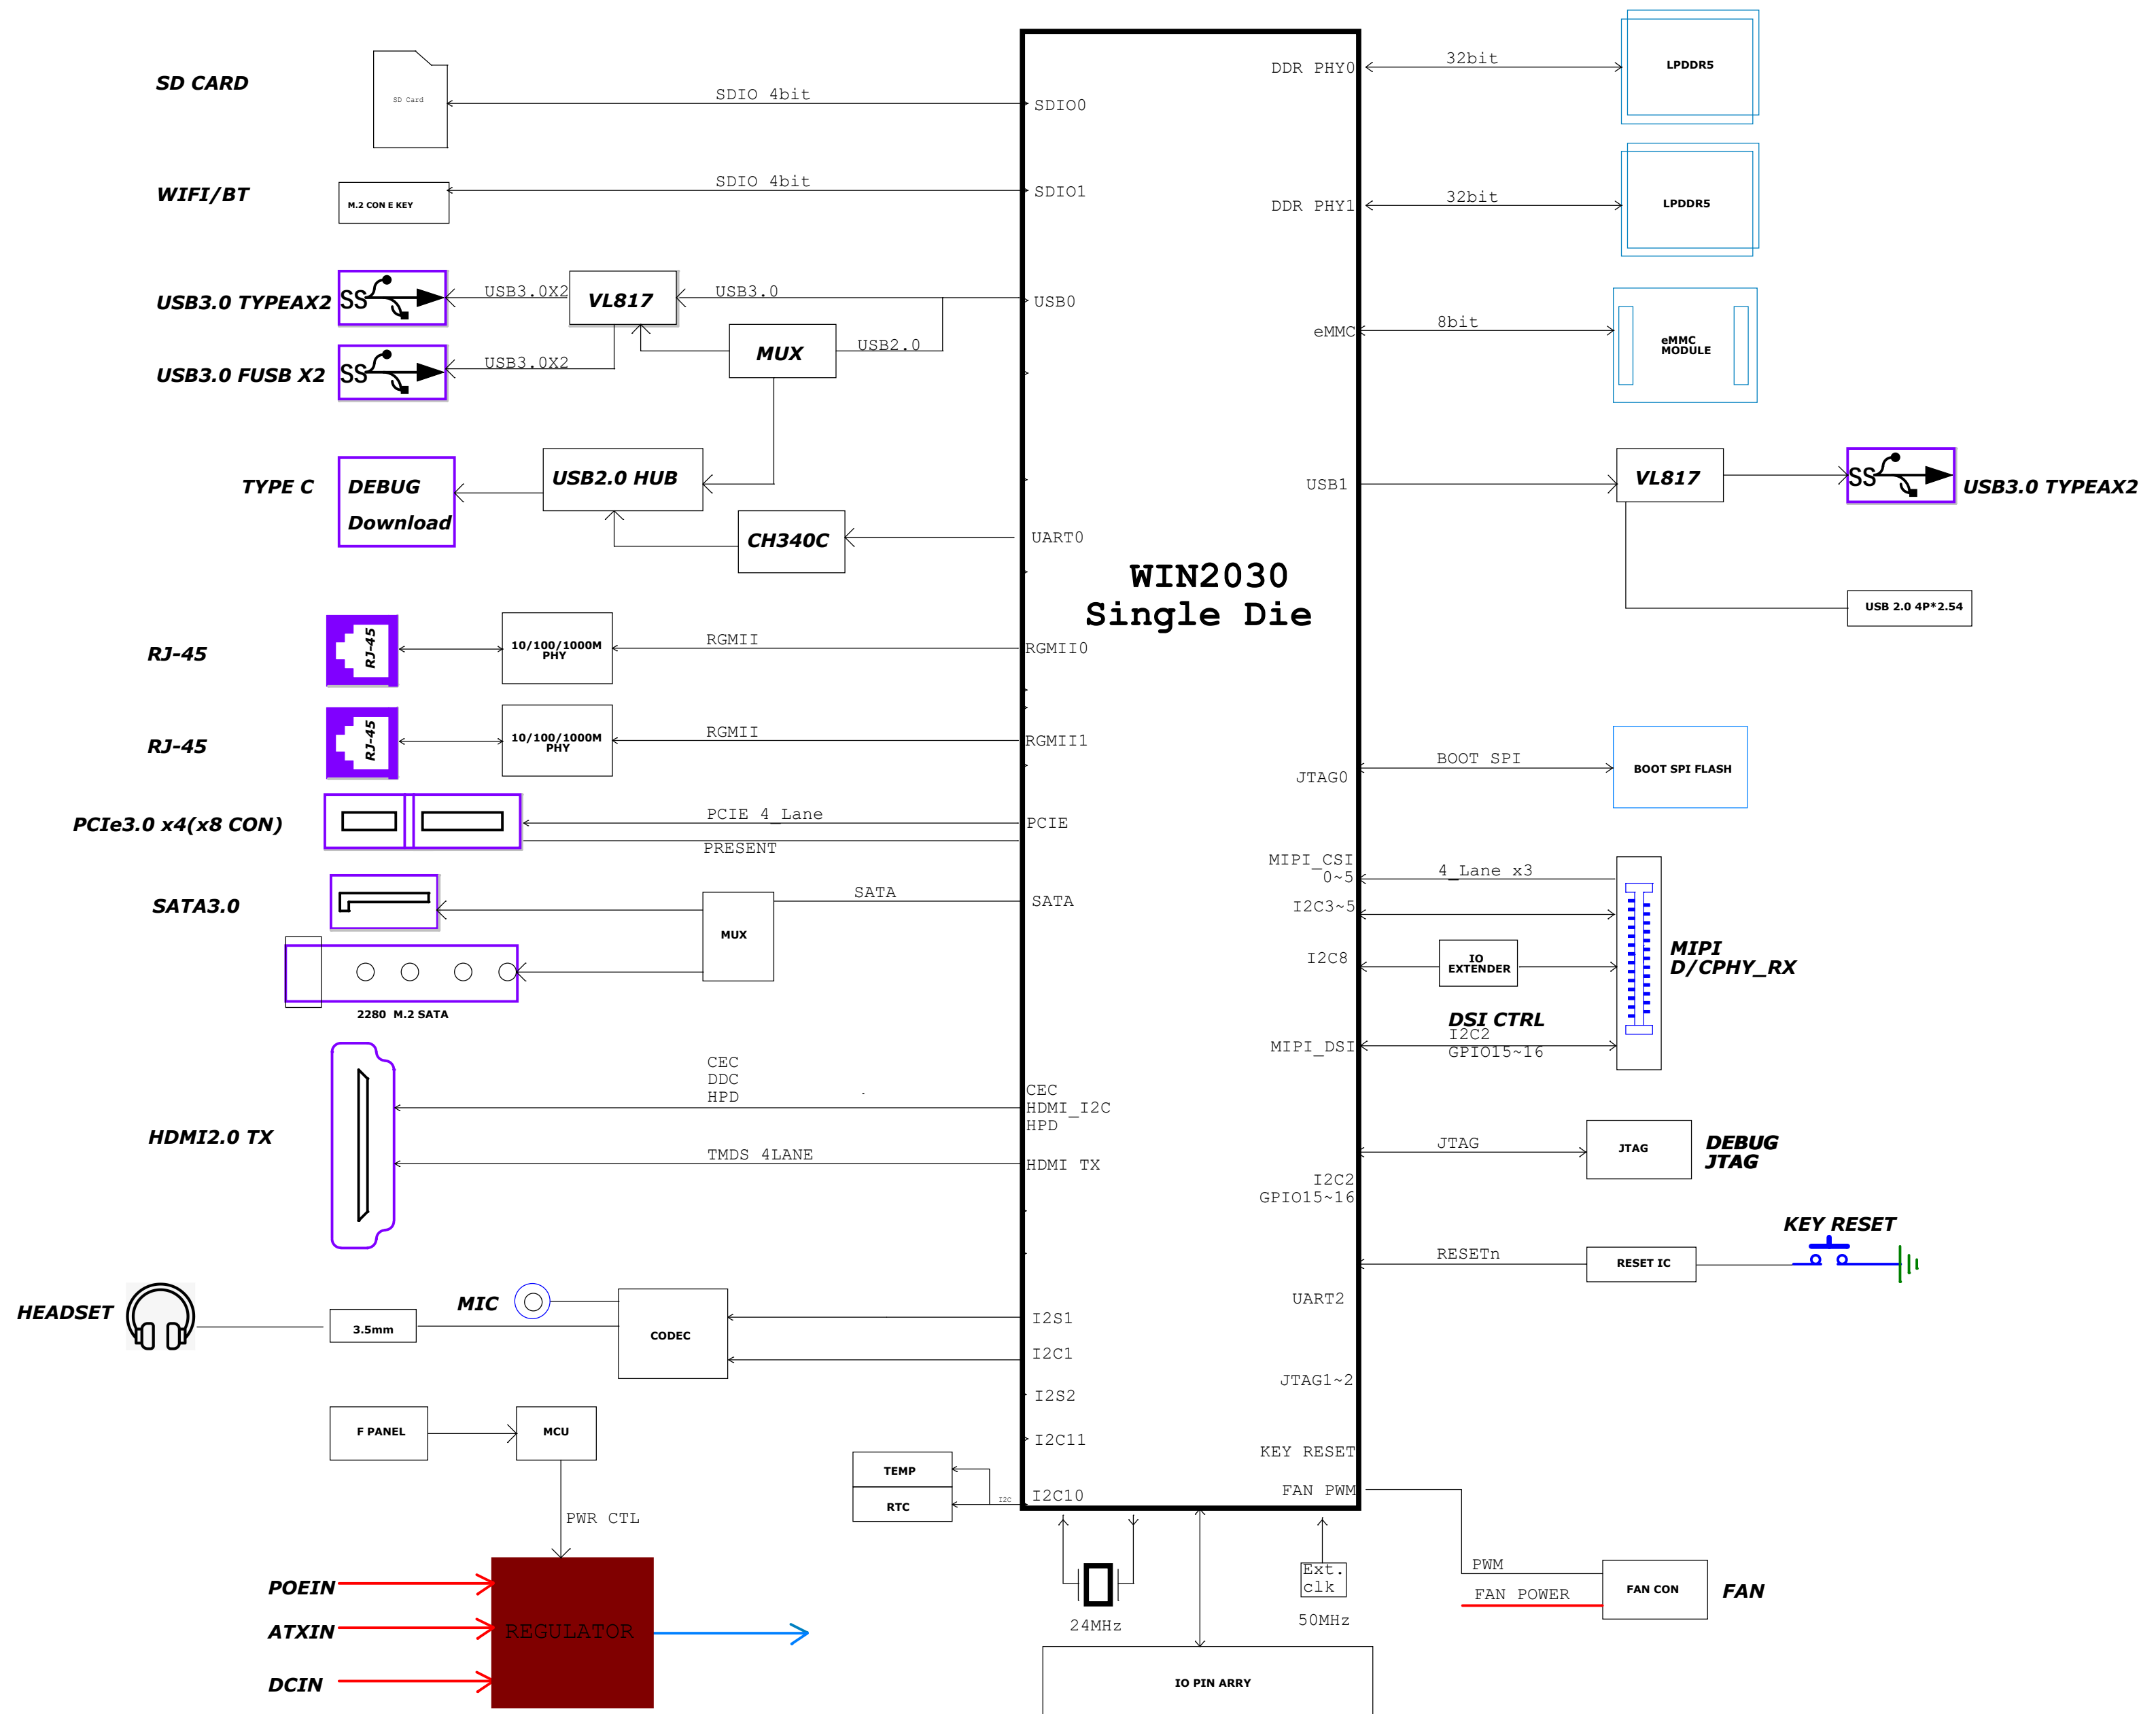 SD CARD
SD Card
SDIO 4bit
SDIO0
WIFI/BT
M.2 CON E KEY
SDIO 4bit
SDIO1
USB3.0 TYPEAX2
SS
USB3.0X2
VL817
USB3.0
USB0
MUX
USB2.0
USB3.0 FUSB X2
SS
USB3.0X2
TYPE C
DEBUG
Download
USB2.0 HUB
CH340C
UART0
RJ-45
RJ-45
10/100/1000M
PHY
RGMII
RGMII0
RJ-45
RJ-45
10/100/1000M
PHY
RGMII
RGMII1
PCIe3.0 x4(x8 CON)
PCIE 4_Lane
PCIE
PRESENT
SATA3.0
MUX
SATA
SATA
2280 M.2 SATA
HDMI2.0 TX
CEC
DDC
HPD
CEC
HDMI_I2C
HPD
TMDS 4LANE
HDMI TX
HEADSET
3.5mm
MIC
CODEC
I2S1
I2C1
I2S2
I2C11
F PANEL
MCU
PWR CTL
TEMP
RTC
I2C
I2C10
POEIN
ATXIN
DCIN
REGULATOR
WIN2030
Single Die
24MHz
Ext.
clk
50MHz
IO PIN ARRY
DDR PHY0
32bit
LPDDR5
DDR PHY1
32bit
LPDDR5
eMMC
8bit
eMMC
MODULE
USB1
VL817
SS
USB3.0 TYPEAX2
USB 2.0 4P*2.54
JTAG0
BOOT SPI
BOOT SPI FLASH
MIPI_CSI
0~5
4_Lane x3
I2C3~5
I2C8
IO
EXTENDER
MIPI
D/CPHY_RX
DSI CTRL
I2C2
GPIO15~16
MIPI_DSI
JTAG
JTAG
DEBUG
JTAG
I2C2
GPIO15~16
KEY RESET
RESETn
RESET IC
UART2
JTAG1~2
KEY RESET
FAN PWM
PWM
FAN POWER
FAN CON
FAN